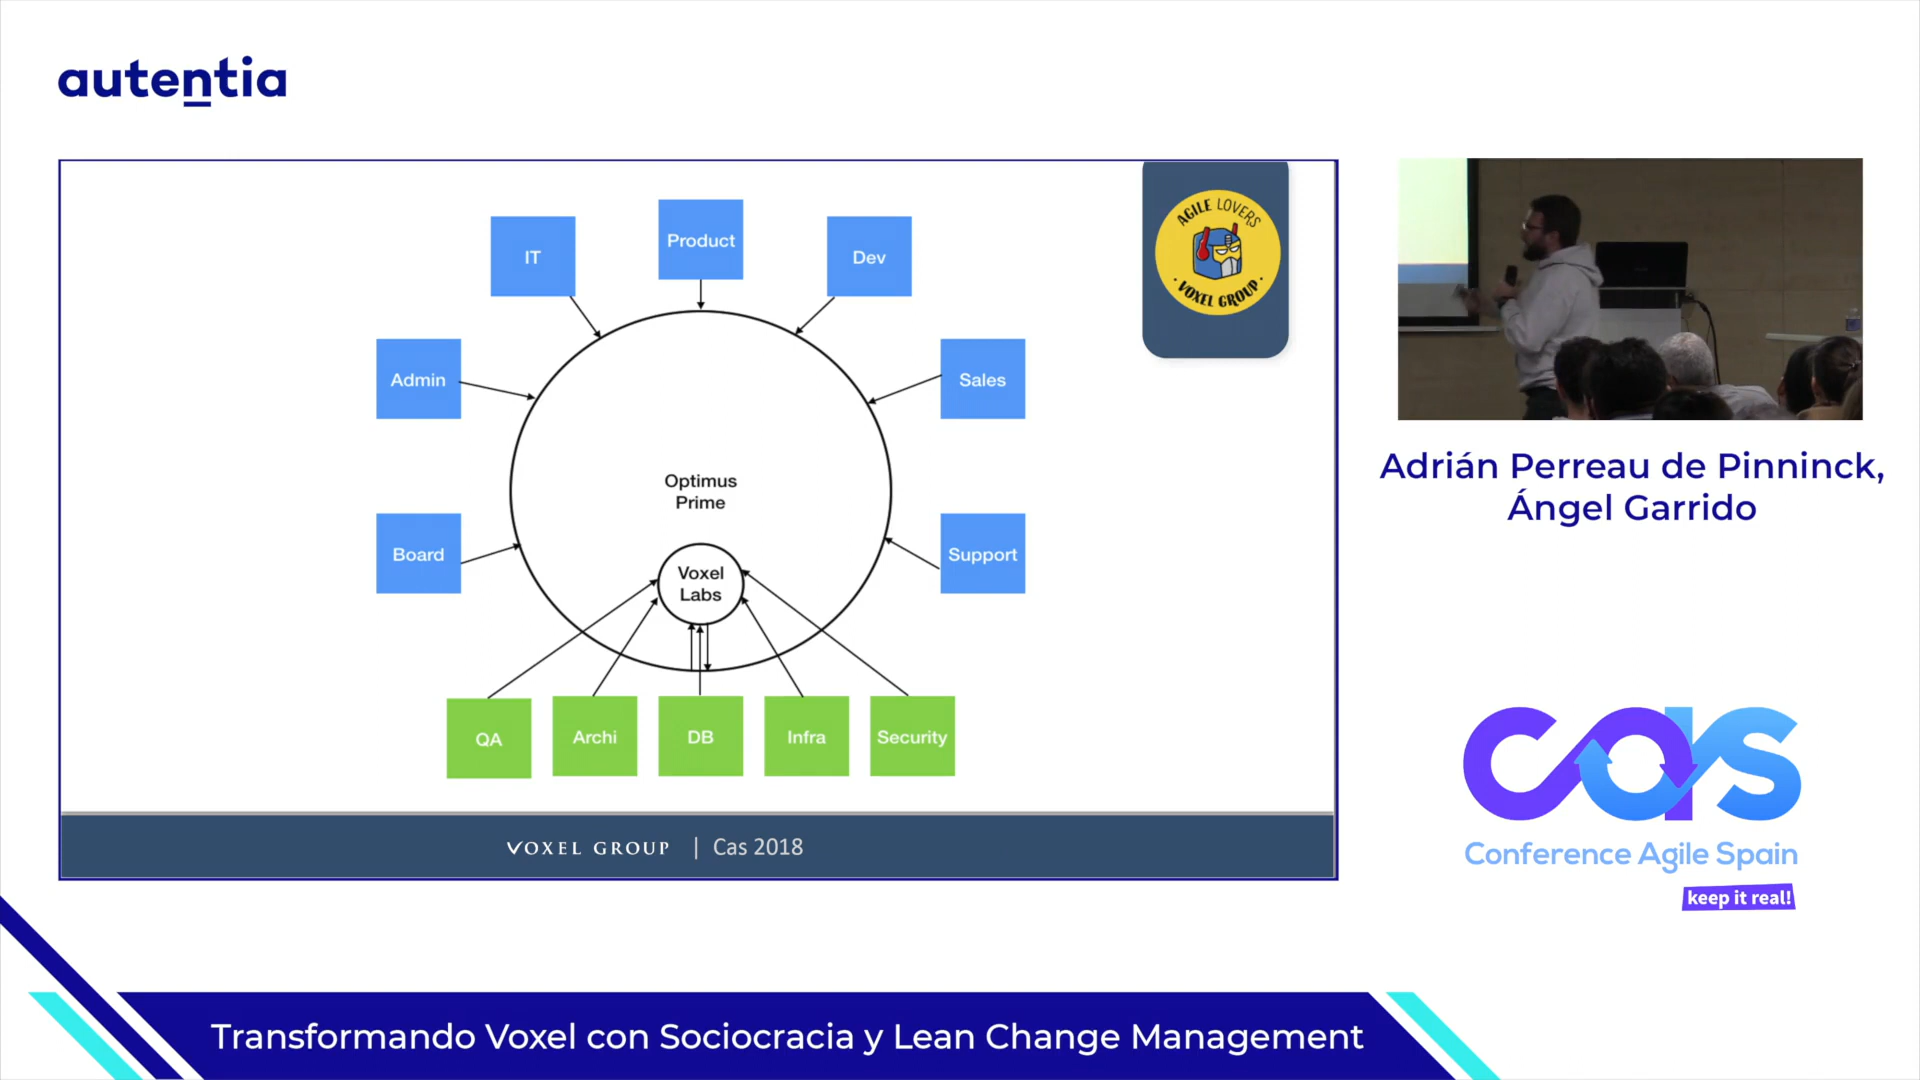 autentia
IT
Product
Dev
Admin
Sales
Optimus
Prime
Board
Support
Voxel
Labs
QA
Archi
DB
Infra
Security
AGILE LOVERS
· VOXEL GROUP ·
VOXEL GROUP | Cas 2018
Adrián Perreau de Pinninck,
Ángel Garrido
cas
Conference Agile Spain
keep it real!
Transformando Voxel con Sociocracia y Lean Change Management